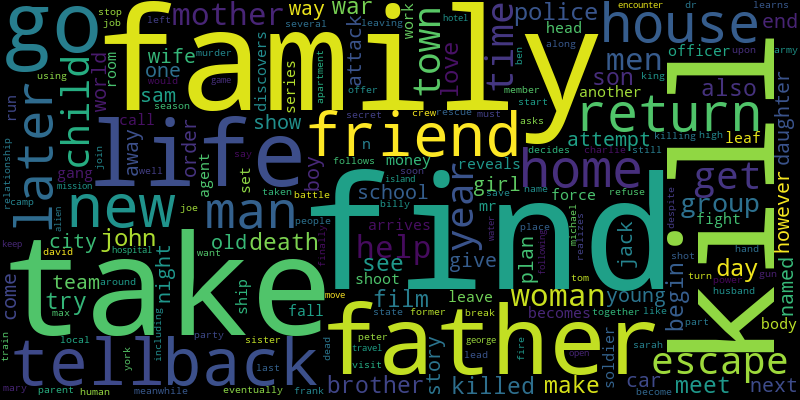 go
family
find
take
kill
father
life
friend
tell
back
return
house
home
new
man
later
child
mother
town
time
men
police
get
group
escape
woman
year
help
war
way
love
wife
one
sam
world
room
stop
job
left
several
work
attack
head
son
officer
another
also
end
encounter
dr
hotel
along
ben
upon
army
learns
daughter
murder
game
would
using
run
discovers
series
season
apartment
offer
member
start
crew
rescue
must
asks
secret
show
call
away
order
agent
set
say
boy
n
follows
money
reveals
school
girl
mr
force
refuse
attempt
killing
high
leaf
decides
charlie
still
king
relationship
camp
join
gang
mission
well
taken
battle
soon
island
save
name
billy
people
arrives
see
give
plan
water
place
following
michael
realizes
jack
despite
fight
shot
hand
day
however
named
begin
turn
power
gun
husband
body
part
young
tom
like
together
becomes
leave
film
shoot
state
former
break
move
fall
finally
want
ship
old
death
john
city
david
hospital
alien
joe
keep
team
around
night
try
max
come
train
local
york
including
party
sister
dead
peter
travel
visit
george
lead
fire
open
soldier
sarah
story
brother
killed
make
car
become
meet
next
last
frank
eventually
meanwhile
human
parent
mary